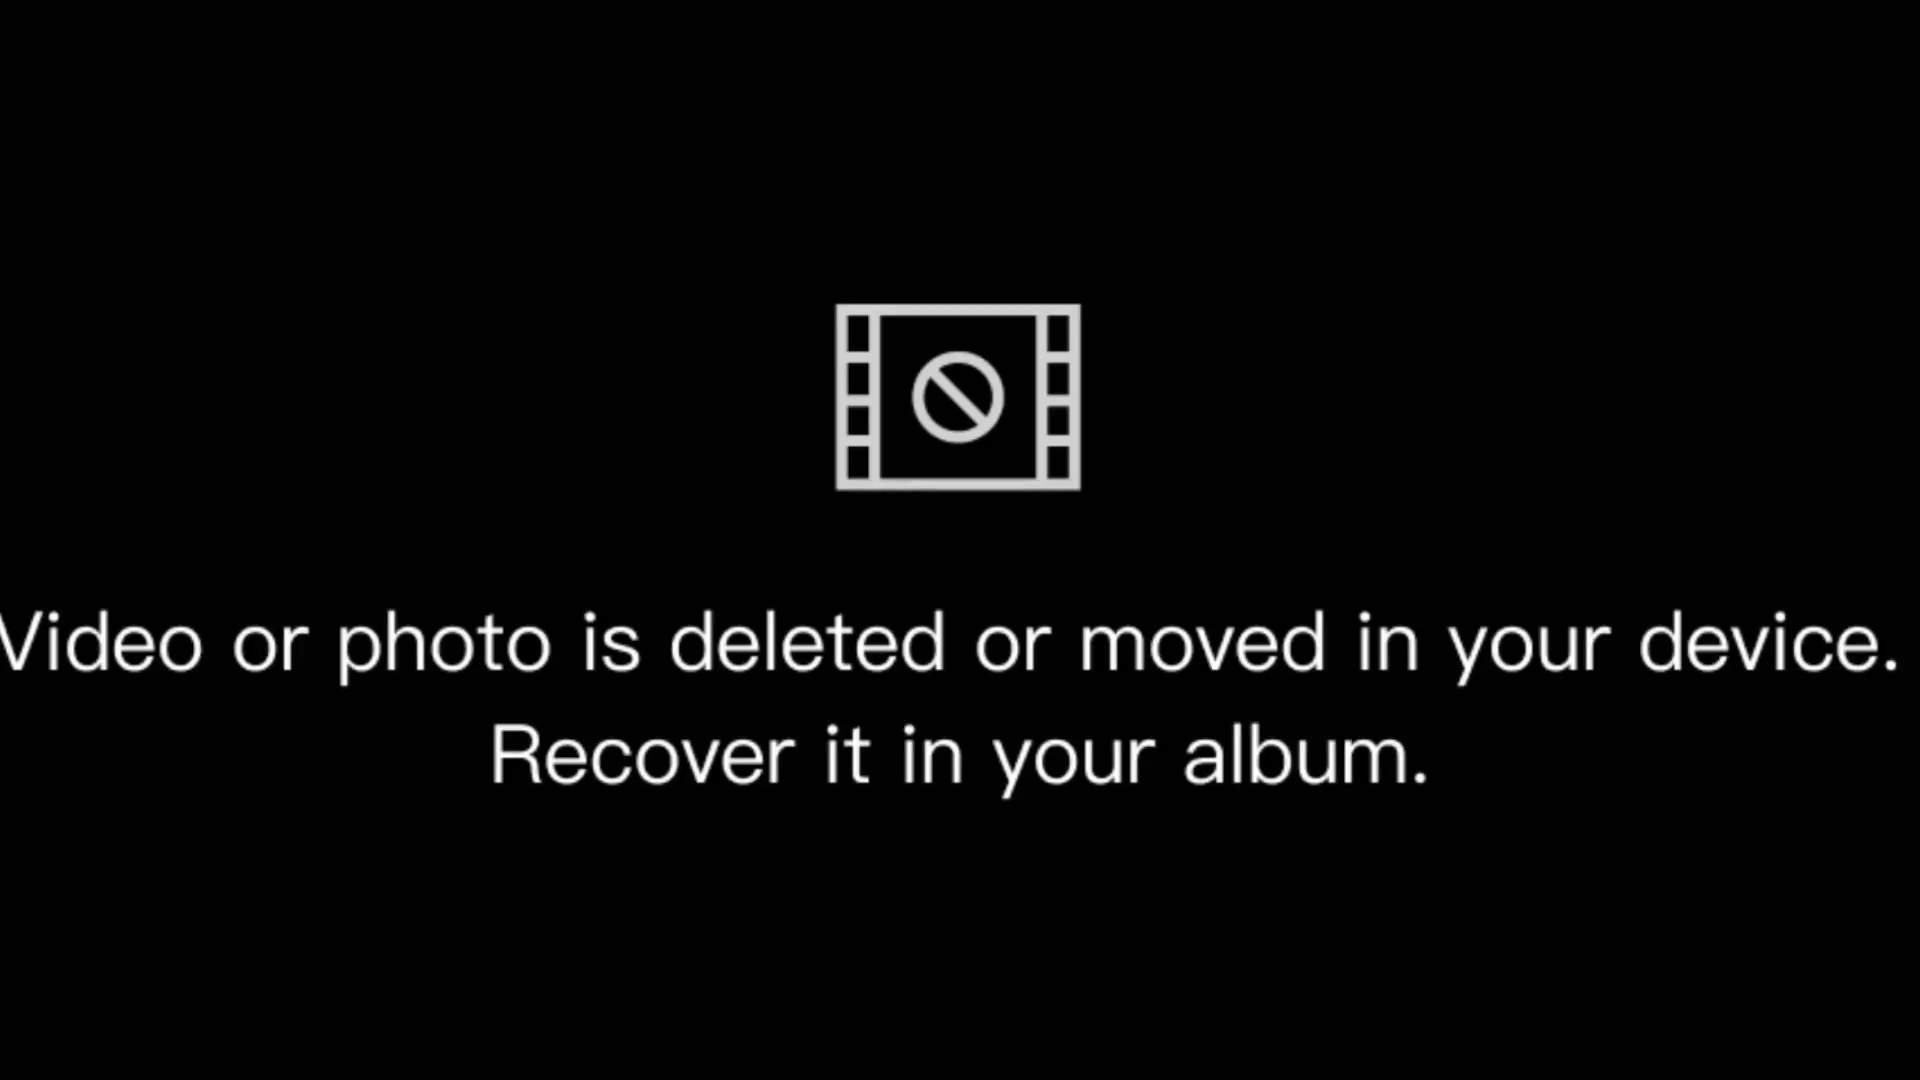 Video or photo is deleted or moved in your device.
Recover it in your album.